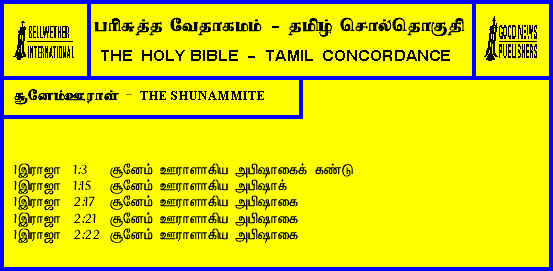 BELLWETHER
INTERNATIONAL
பரிசுத்த வேதாகமம் - தமிழ் சொல்தொகுதி
THE HOLY BIBLE - TAMIL CONCORDANCE
GOOD NEWS
PUBLISHERS
சூனேம்ஊராள் - THE SHUNAMMITE
1இராஜா 1:3 சூனேம் ஊராளாகிய அபிஷாகைக் கண்டு
1இராஜா 1:15 சூனேம் ஊராளாகிய அபிஷாக்
1இராஜா 2:17 சூனேம் ஊராளாகிய அபிஷாகை
1இராஜா 2:21 சூனேம் ஊராளாகிய அபிஷாகை
1இராஜா 2:22 சூனேம் ஊராளாகிய அபிஷாகை